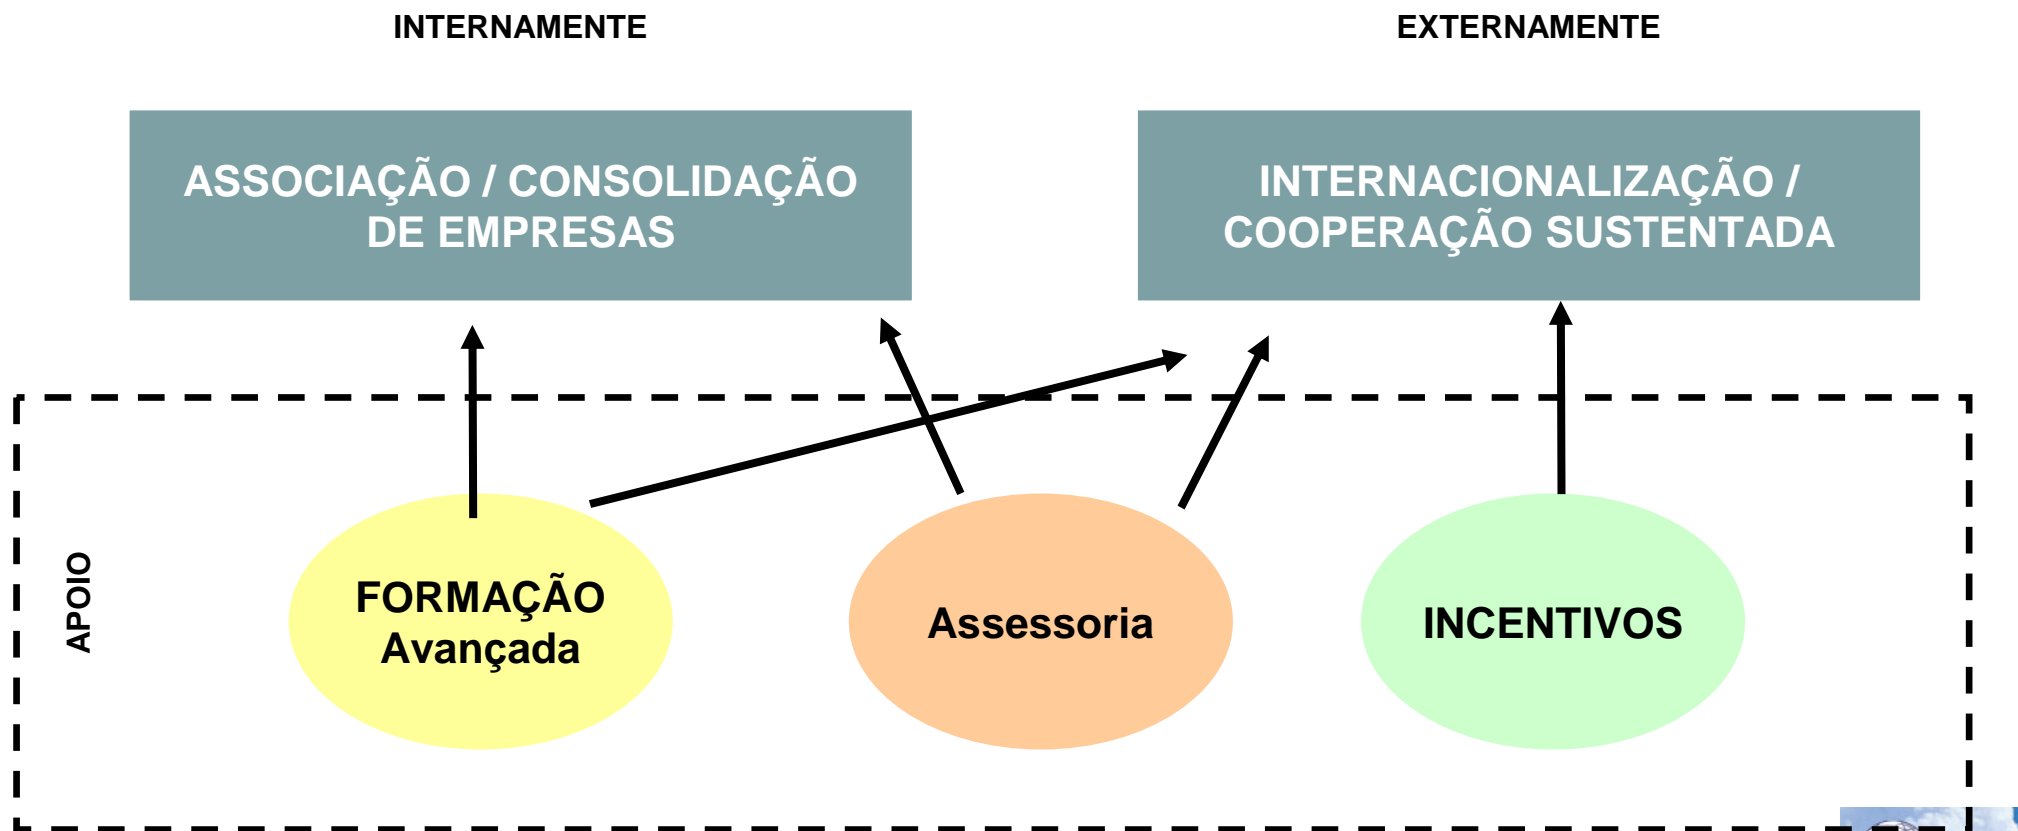 INTERNAMENTE
EXTERNAMENTE
ASSOCIAÇÃO / CONSOLIDAÇÃO
DE EMPRESAS
INTERNACIONALIZAÇÃO /
COOPERAÇÃO SUSTENTADA
APOIO
FORMAÇÃO
Avançada
Assessoria
INCENTIVOS